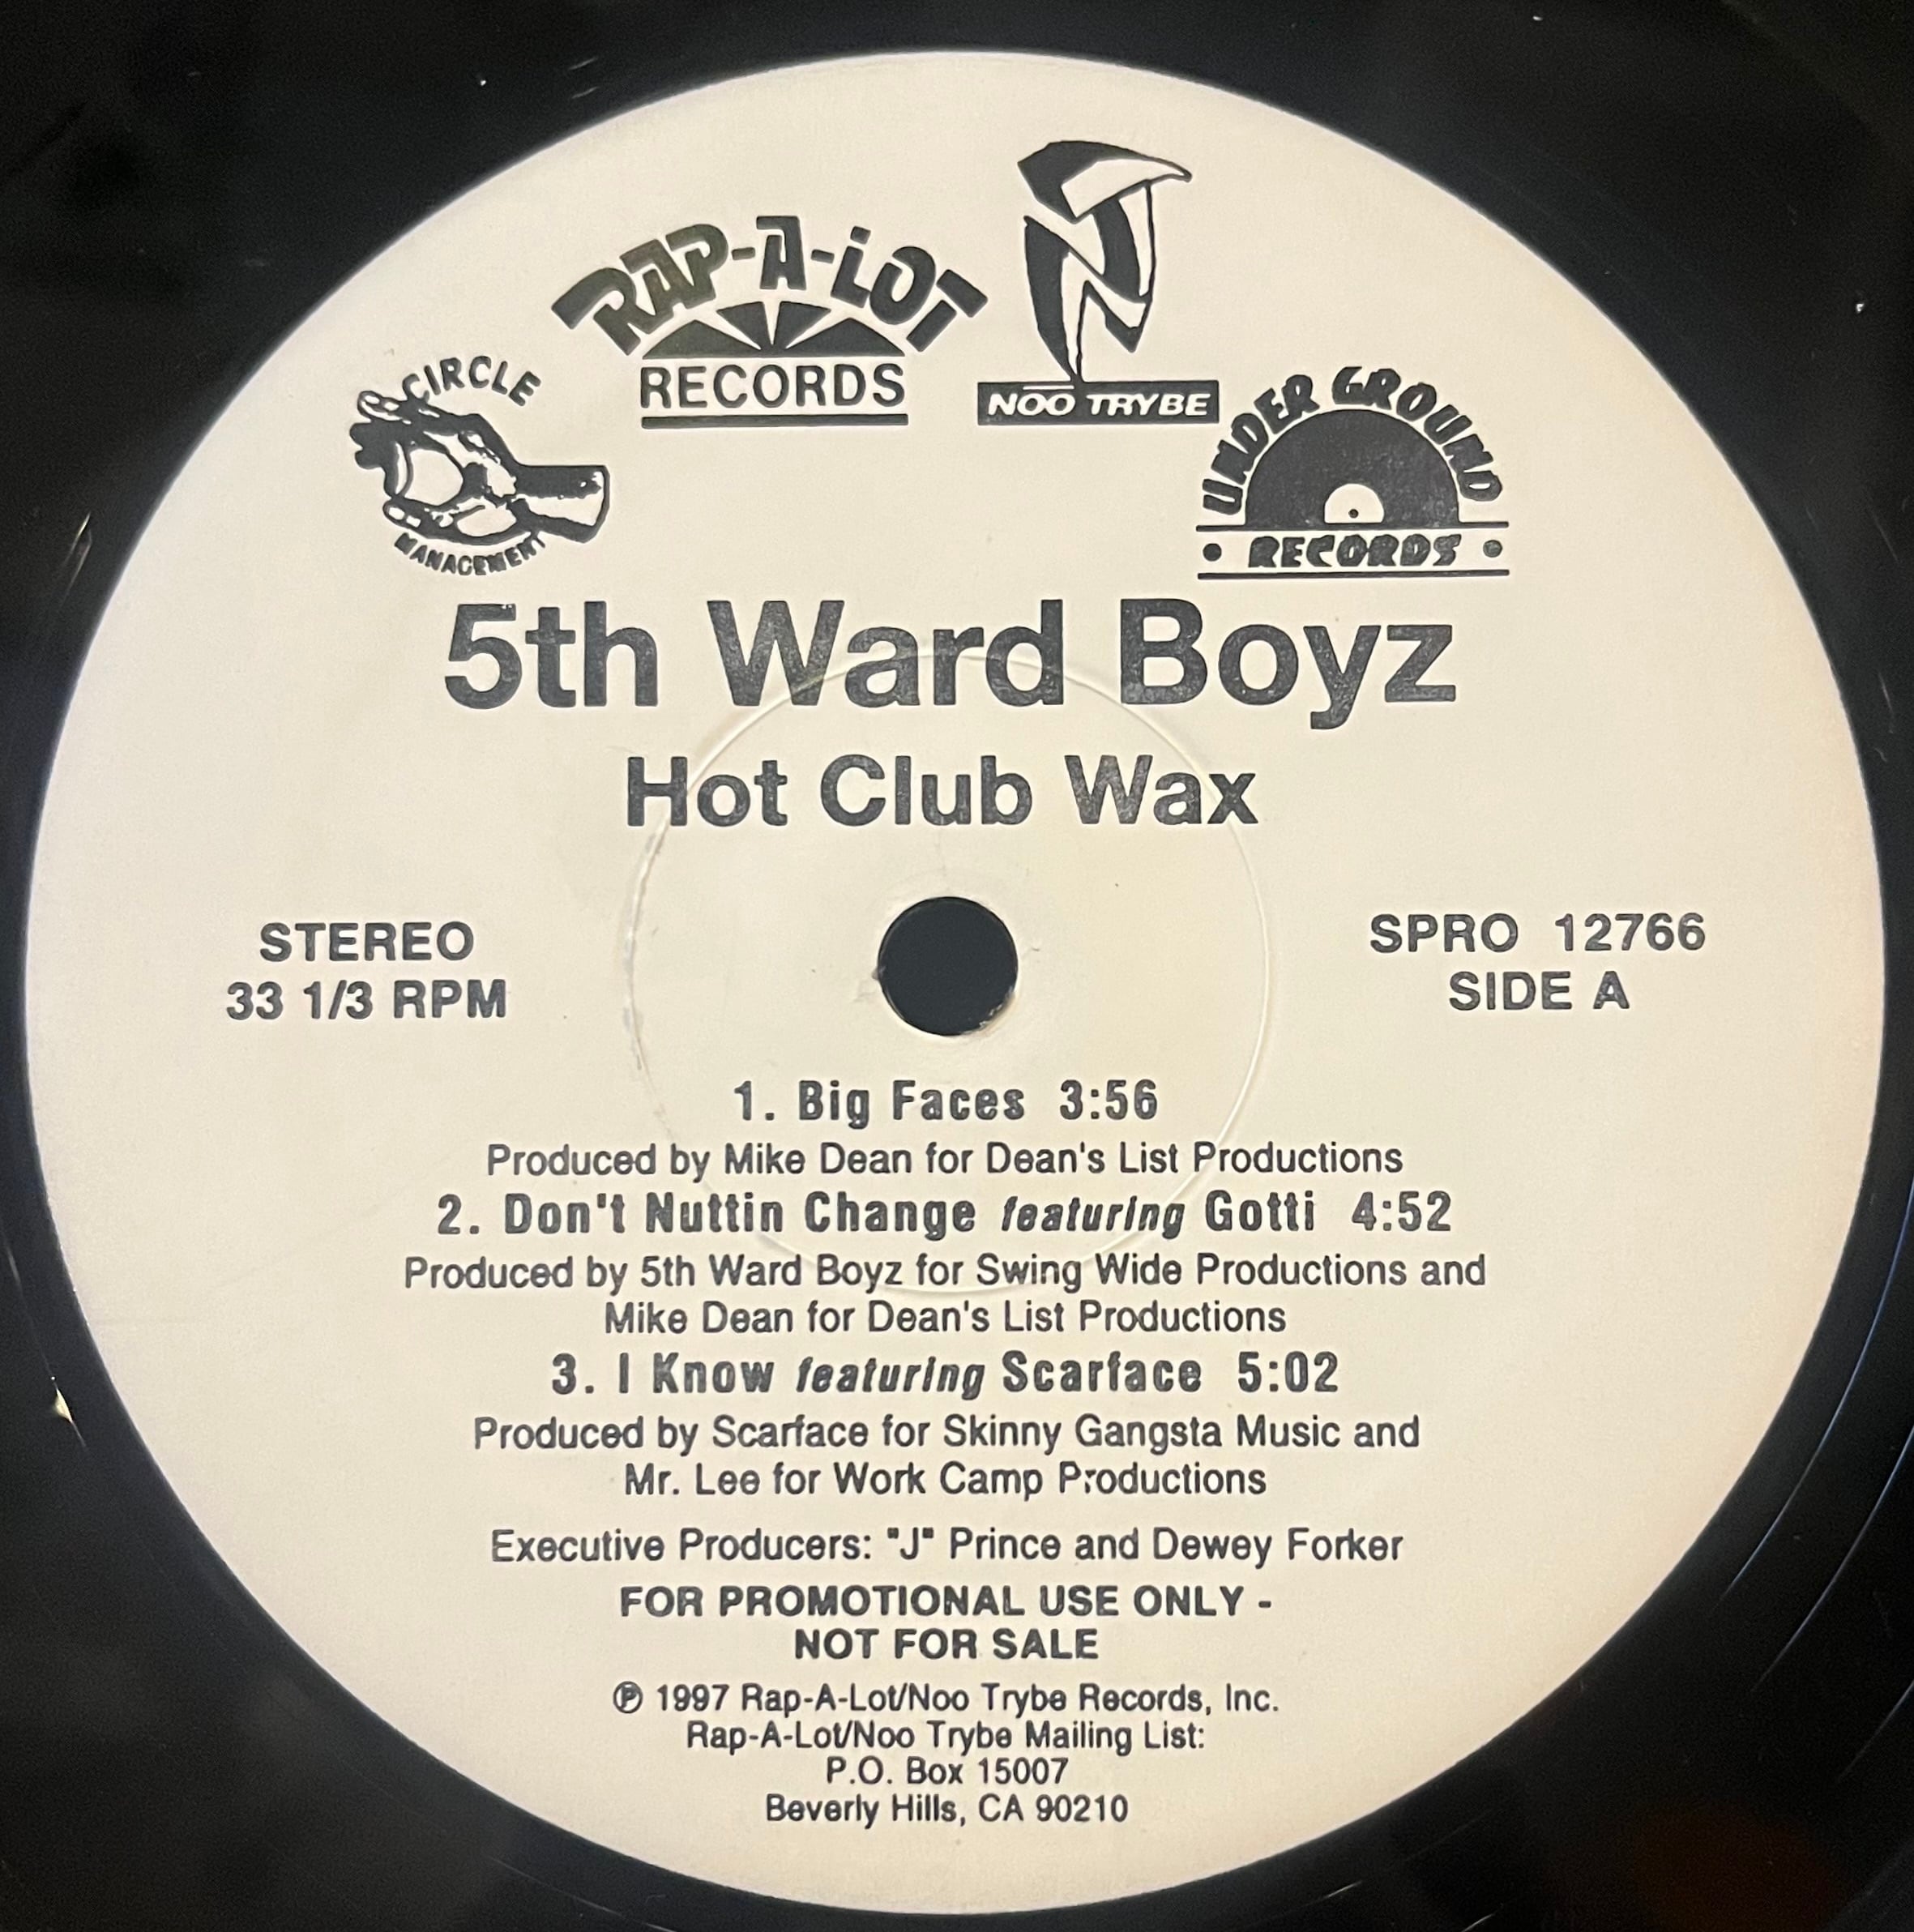 RAP-A-LOT
RECORDS
NOO TRYBE
CIRCLE
MANAGEMENT
UNDER GROUND
• RECORDS •
5th Ward Boyz
Hot Club Wax
STEREO
33 1/3 RPM
SPRO 12766
SIDE A
1. Big Faces 3:56
Produced by Mike Dean for Dean's List Productions
2. Don't Nuttin Change featuring Gotti 4:52
Produced by 5th Ward Boyz for Swing Wide Productions and
Mike Dean for Dean's List Productions
3. I Know featuring Scarface 5:02
Produced by Scarface for Skinny Gangsta Music and
Mr. Lee for Work Camp Productions
Executive Producers: "J" Prince and Dewey Forker
FOR PROMOTIONAL USE ONLY -
NOT FOR SALE
℗ 1997 Rap-A-Lot/Noo Trybe Records, Inc.
Rap-A-Lot/Noo Trybe Mailing List:
P.O. Box 15007
Beverly Hills, CA 90210